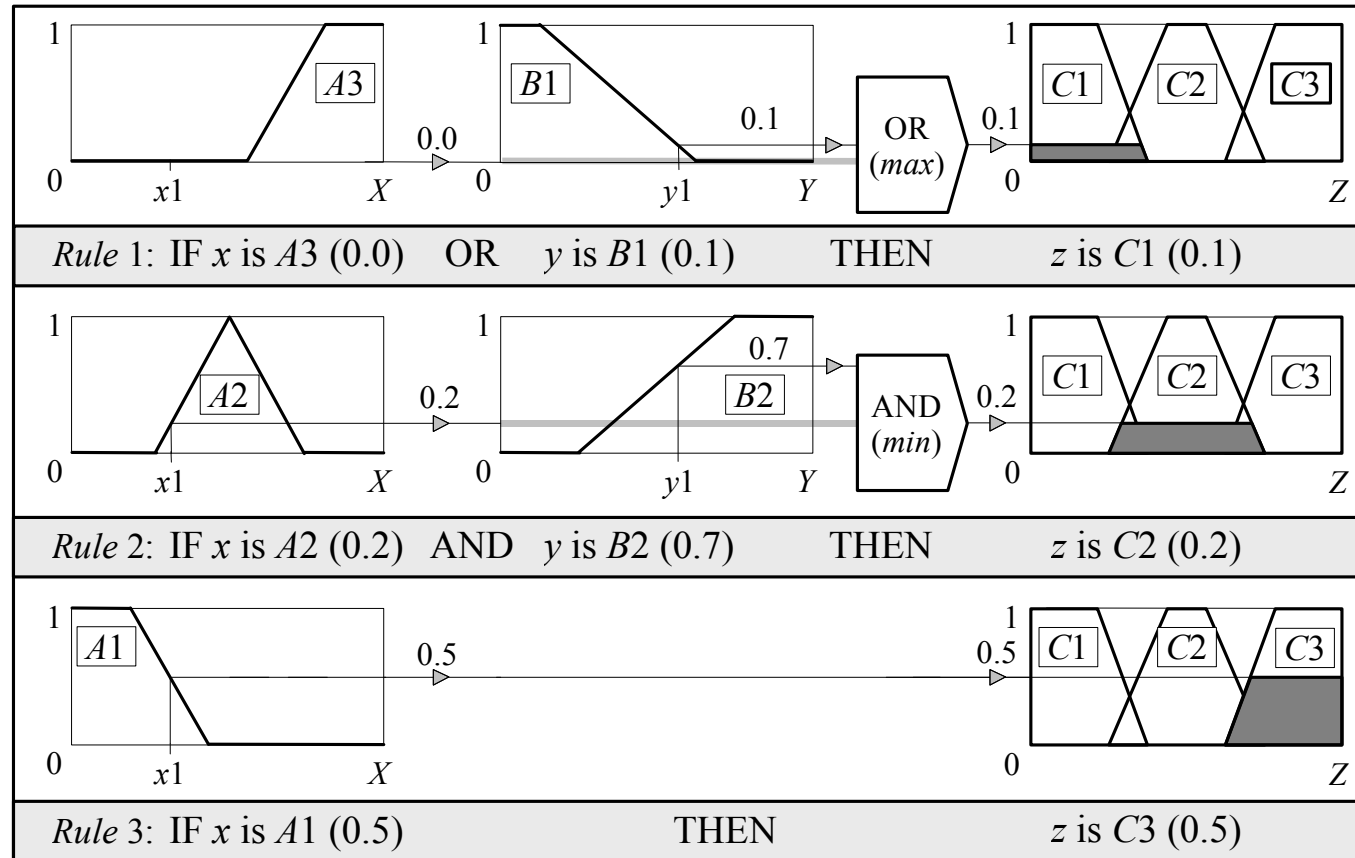 1 A3 B1 1 C1 C2 C3
0.0 0.1 OR (max) 0.1
0 x1 X 0 y1 Y 0 Z
Rule 1: IF x is A3 (0.0) OR y is B1 (0.1) THEN z is C1 (0.1)
1 A2 1 0.7 B2 1 C1 C2 C3
0.2 AND (min) 0.2
0 x1 X 0 y1 Y 0 Z
Rule 2: IF x is A2 (0.2) AND y is B2 (0.7) THEN z is C2 (0.2)
1 A1 1 C1 C2 C3
0.5 0.5
0 x1 X 0 Z
Rule 3: IF x is A1 (0.5) THEN z is C3 (0.5)